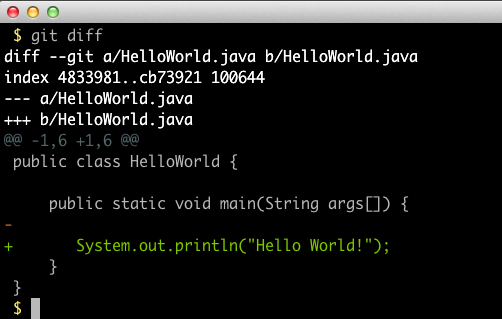 $ git diff
diff --git a/HelloWorld.java b/HelloWorld.java
index 4833981..cb73921 100644
--- a/HelloWorld.java
+++ b/HelloWorld.java
@@ -1,6 +1,6 @@
 public class HelloWorld {

     public static void main(String args[]) {
-
+       System.out.println("Hello World!");
     }
 }
$